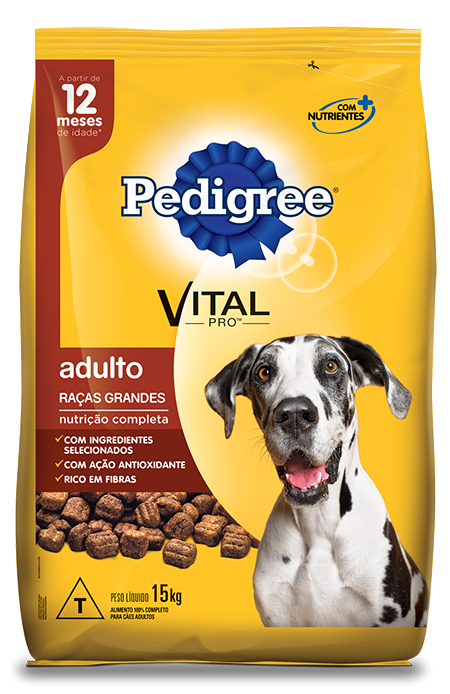 A partir de
12
meses
de idade*
COM +
NUTRIENTES
Pedigree®
VITAL
PRO™
adulto
RAÇAS GRANDES
nutrição completa
✓COM INGREDIENTES
SELECIONADOS
✓COM AÇÃO ANTIOXIDANTE
✓RICO EM FIBRAS
T
PESO LÍQUIDO 15kg
ALIMENTO 100% COMPLETO
PARA CÃES ADULTOS